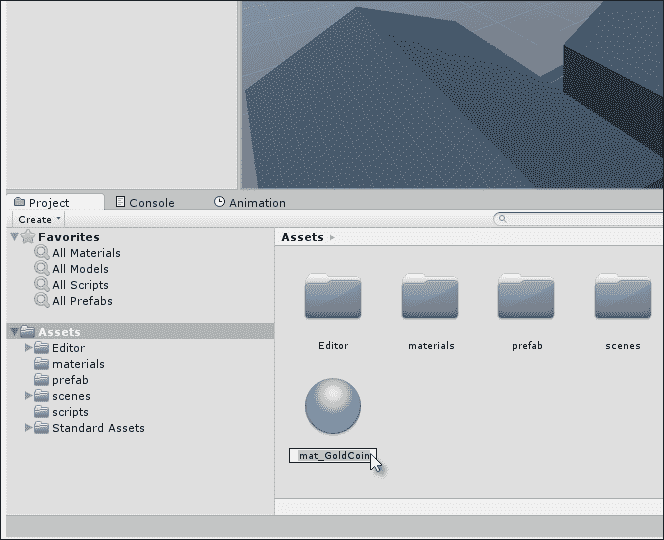 Project
Console
Animation
Create
Favorites
All Materials
All Models
All Scripts
All Prefabs
Assets
Editor
materials
prefab
scenes
scripts
Standard Assets
Assets
Editor
materials
prefab
scenes
mat_GoldCoin